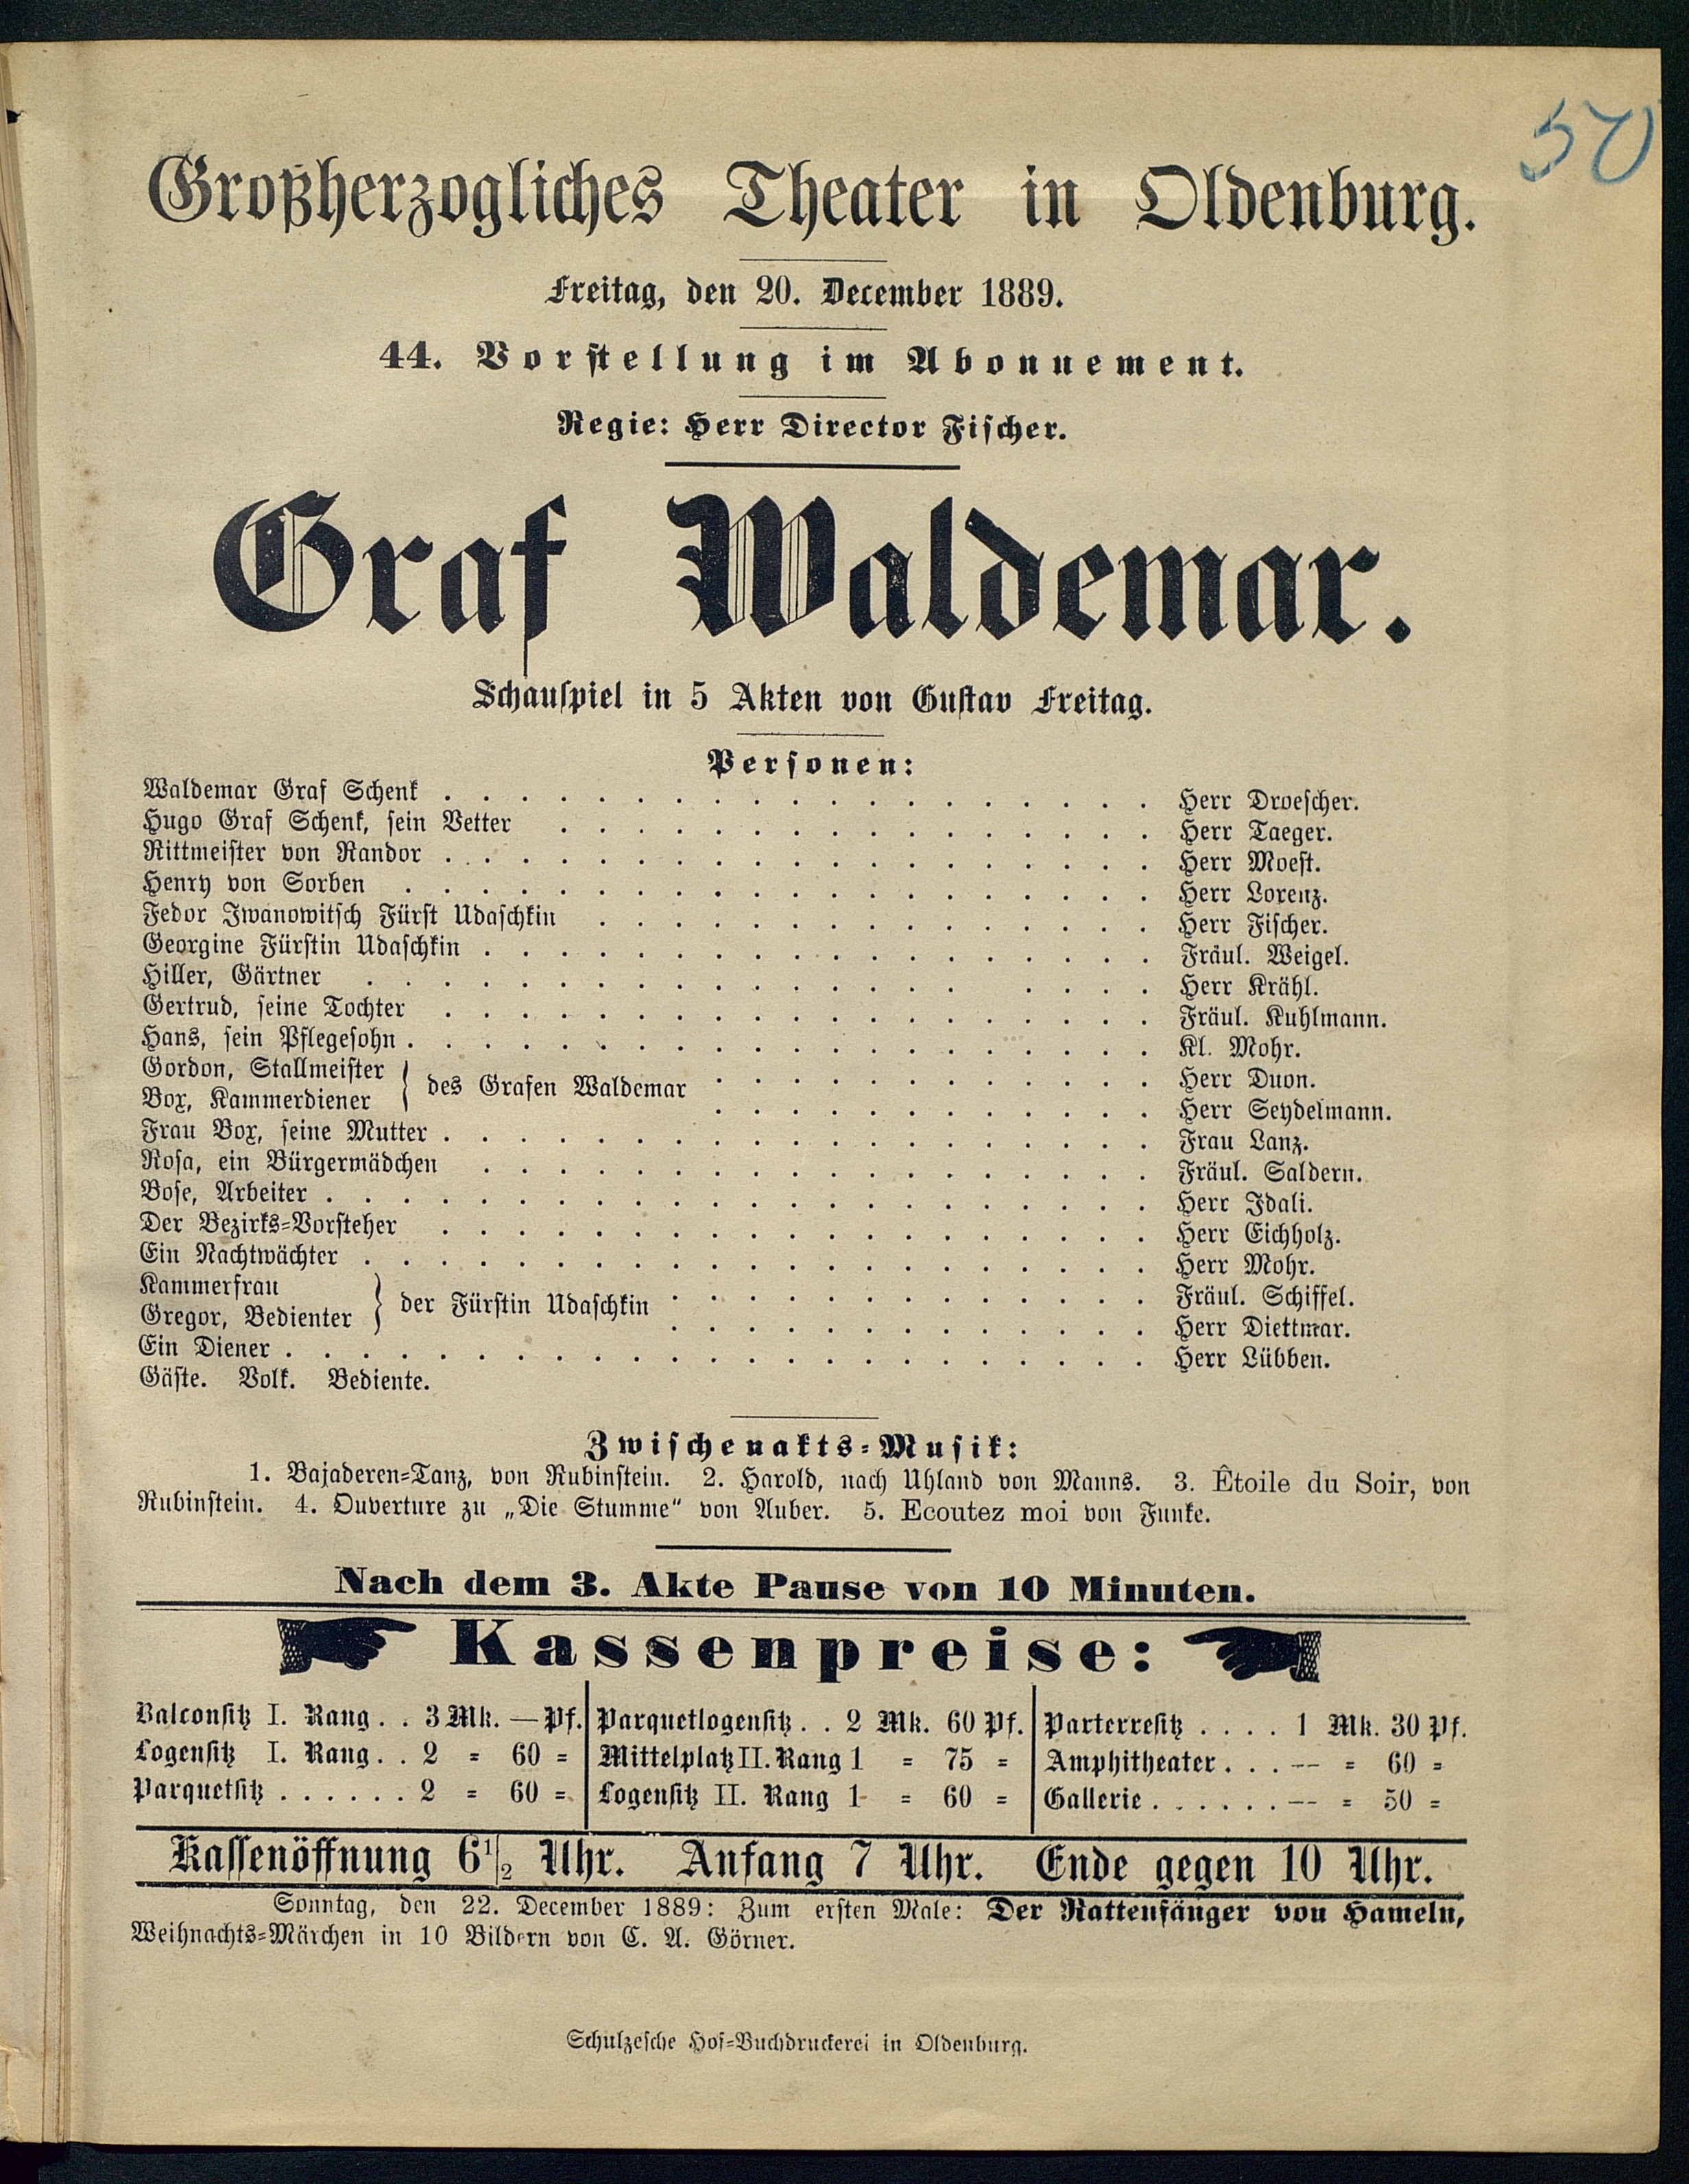 50
Großherzogliches Theater in Oldenburg.
Freitag, den 20. December 1889.
44. Vorstellung im Abonnement.
Regie: Herr Director Fischer.
Graf Waldemar.
Schauspiel in 5 Akten von Gustav Freitag.
Personen:
Waldemar Graf Schenk . . . . . . . . . . . . . . . . . . . Herr Droescher.
Hugo Graf Schenk, sein Vetter . . . . . . . . . . . . . . . . Herr Taeger.
Rittmeister von Randor . . . . . . . . . . . . . . . . . . . Herr Moest.
Henry von Sorben . . . . . . . . . . . . . . . . . . . . Herr Lorenz.
Fedor Iwanowitsch Fürst Udaschkin . . . . . . . . . . . . . . . Herr Fischer.
Georgine Fürstin Udaschkin . . . . . . . . . . . . . . . . . . Fräul. Weigel.
Hiller, Gärtner . . . . . . . . . . . . . . . . . . . . Herr Krähl.
Gertrud, seine Tochter . . . . . . . . . . . . . . . . . . . Fräul. Kuhlmann.
Hans, sein Pflegesohn . . . . . . . . . . . . . . . . . . . . Kl. Mohr.
Gordon, Stallmeister } des Grafen Waldemar . . . . . . . . . . . . Herr Duon.
Box, Kammerdiener . . . . . . . . . . . . Herr Seydelmann.
Frau Box, seine Mutter . . . . . . . . . . . . . . . . . . . Frau Lanz.
Rosa, ein Bürgermädchen . . . . . . . . . . . . . . . . . . Fräul. Saldern.
Bose, Arbeiter . . . . . . . . . . . . . . . . . . . . . . Herr Idali.
Der Bezirks-Vorsteher . . . . . . . . . . . . . . . . . . . Herr Eichholz.
Ein Nachtwächter . . . . . . . . . . . . . . . . . . . . . Herr Mohr.
Kammerfrau } der Fürstin Udaschkin . . . . . . . . . . . . . Fräul. Schiffel.
Gregor, Bedienter . . . . . . . . . . . . . Herr Diettmar.
Ein Diener . . . . . . . . . . . . . . . . . . . . . . . Herr Lübben.
Gäste. Volk. Bediente.
Zwischenakts-Musik:
1. Bajaderen-Tanz, von Rubinstein. 2. Harold, nach Uhland von Manns. 3. Êtoile du Soir, von
Rubinstein. 4. Ouverture zu „Die Stumme“ von Auber. 5. Ecoutez moi von Funke.
Nach dem 3. Akte Pause von 10 Minuten.
Kassenpreise:
Balconsitz I. Rang . . 3 Mk. — Pf.
Logensitz I. Rang . . 2 = 60 =
Parquetsitz . . . . . . 2 = 60 =
Parquetlogensitz . . 2 Mk. 60 Pf.
Mittelplatz II. Rang 1 = 75 =
Logensitz II. Rang 1 = 60 =
Parterresitz . . . . 1 Mk. 30 Pf.
Amphitheater . . . — = 60 =
Gallerie . . . . . . — = 50 =
Kassenöffnung 6 1/2 Uhr. Anfang 7 Uhr. Ende gegen 10 Uhr.
Sonntag, den 22. December 1889: Zum ersten Male: Der Rattenfänger von Hameln,
Weihnachts-Märchen in 10 Bildern von C. A. Görner.
Schulzesche Hof-Buchdruckerei in Oldenburg.